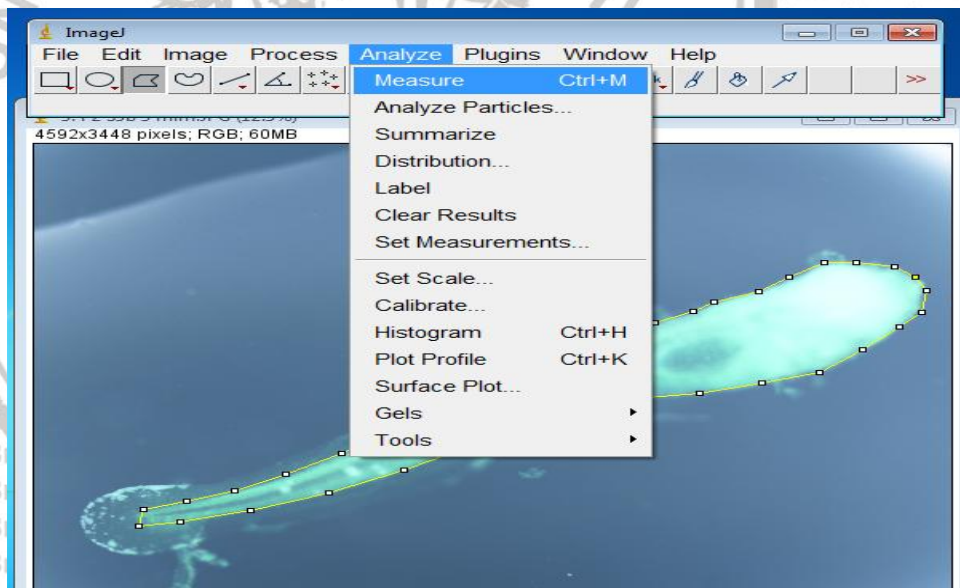 ImageJ
File Edit Image Process Analyze Plugins Window Help
4592x3448 pixels; RGB; 60MB
Measure Ctrl+M
Analyze Particles...
Summarize
Distribution...
Label
Clear Results
Set Measurements...
Set Scale...
Calibrate...
Histogram Ctrl+H
Plot Profile Ctrl+K
Surface Plot...
Gels
Tools